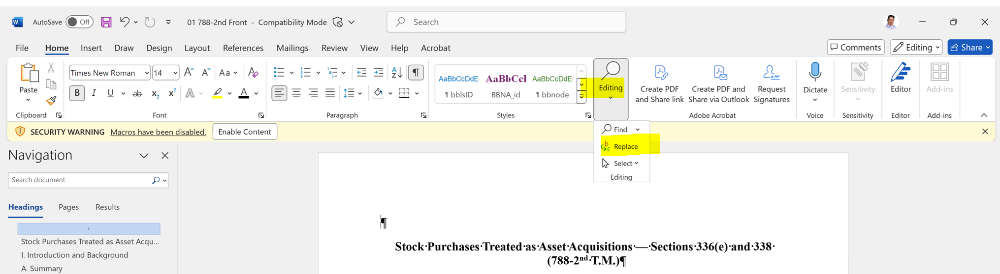 AutoSave Off 01 788-2nd Front - Compatibility Mode Search
File Home Insert Draw Design Layout References Mailings Review View Help Acrobat Comments Editing Share
Paste
Clipboard
Times New Roman 14 Aa
B I U ab x₂ x² A A
Font
A Z ¶
Paragraph
AaBbCcDdE AaBbCcI AaBbCcDdE
¶ bblsID BBNA_id ¶ bbnode
Styles
Editing
Create PDF
and Share link
Create PDF and
Share via Outlook
Request
Signatures
Adobe Acrobat
Dictate
Voice
Sensitivity
Sensitivity
Editor
Editor
Add-ins
Add-ins
SECURITY WARNING Macros have been disabled. Enable Content
Find
Replace
Select
Editing
Navigation
Search document
Headings Pages Results
Stock Purchases Treated as Asset Acqu...
I. Introduction and Background
A. Summary
¶
Stock·Purchases·Treated·as·Asset·Acquisitions·—·Sections·336(e)·and·338·
(788-2nd·T.M.)¶